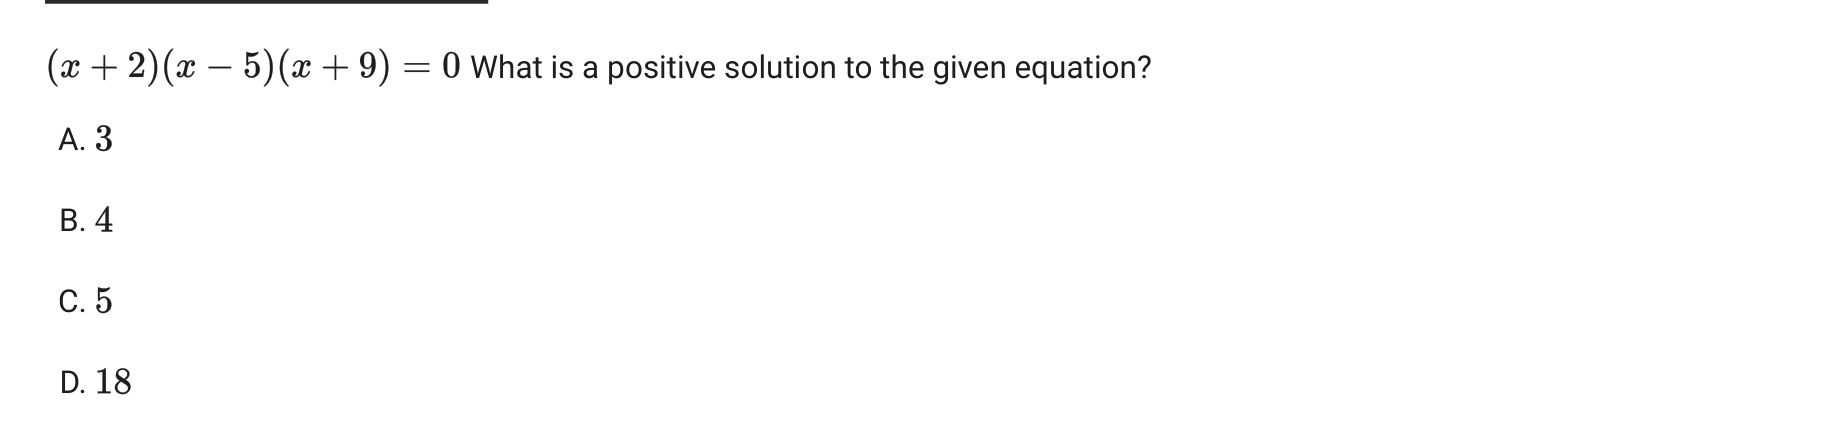 (x + 2)(x − 5)(x + 9) = 0 What is a positive solution to the given equation?
A. 3
B. 4
C. 5
D. 18